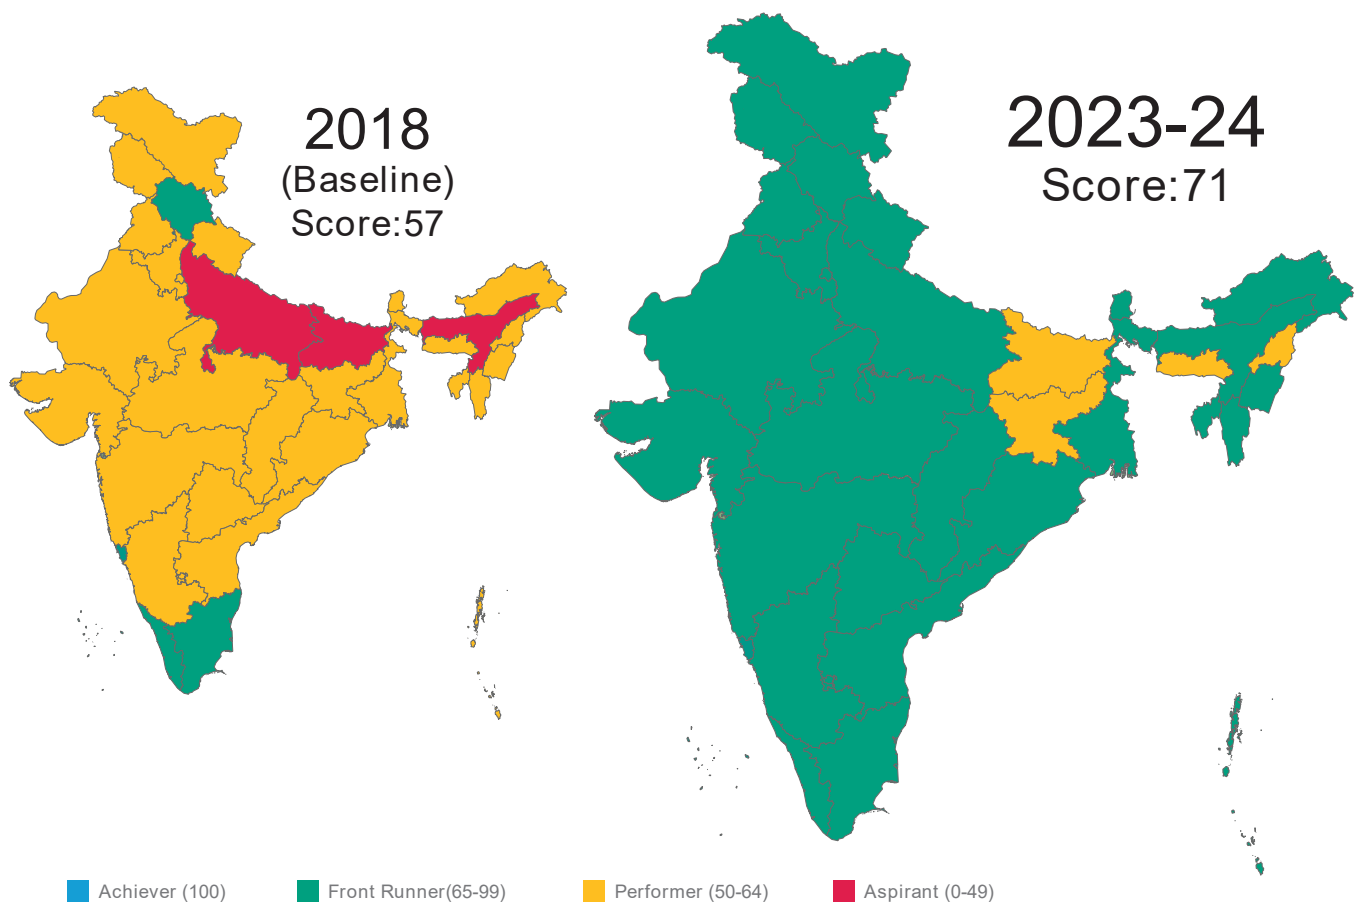 2018
(Baseline)
Score:57
2023-24
Score:71
Achiever (100)
Front Runner(65-99)
Performer (50-64)
Aspirant (0-49)